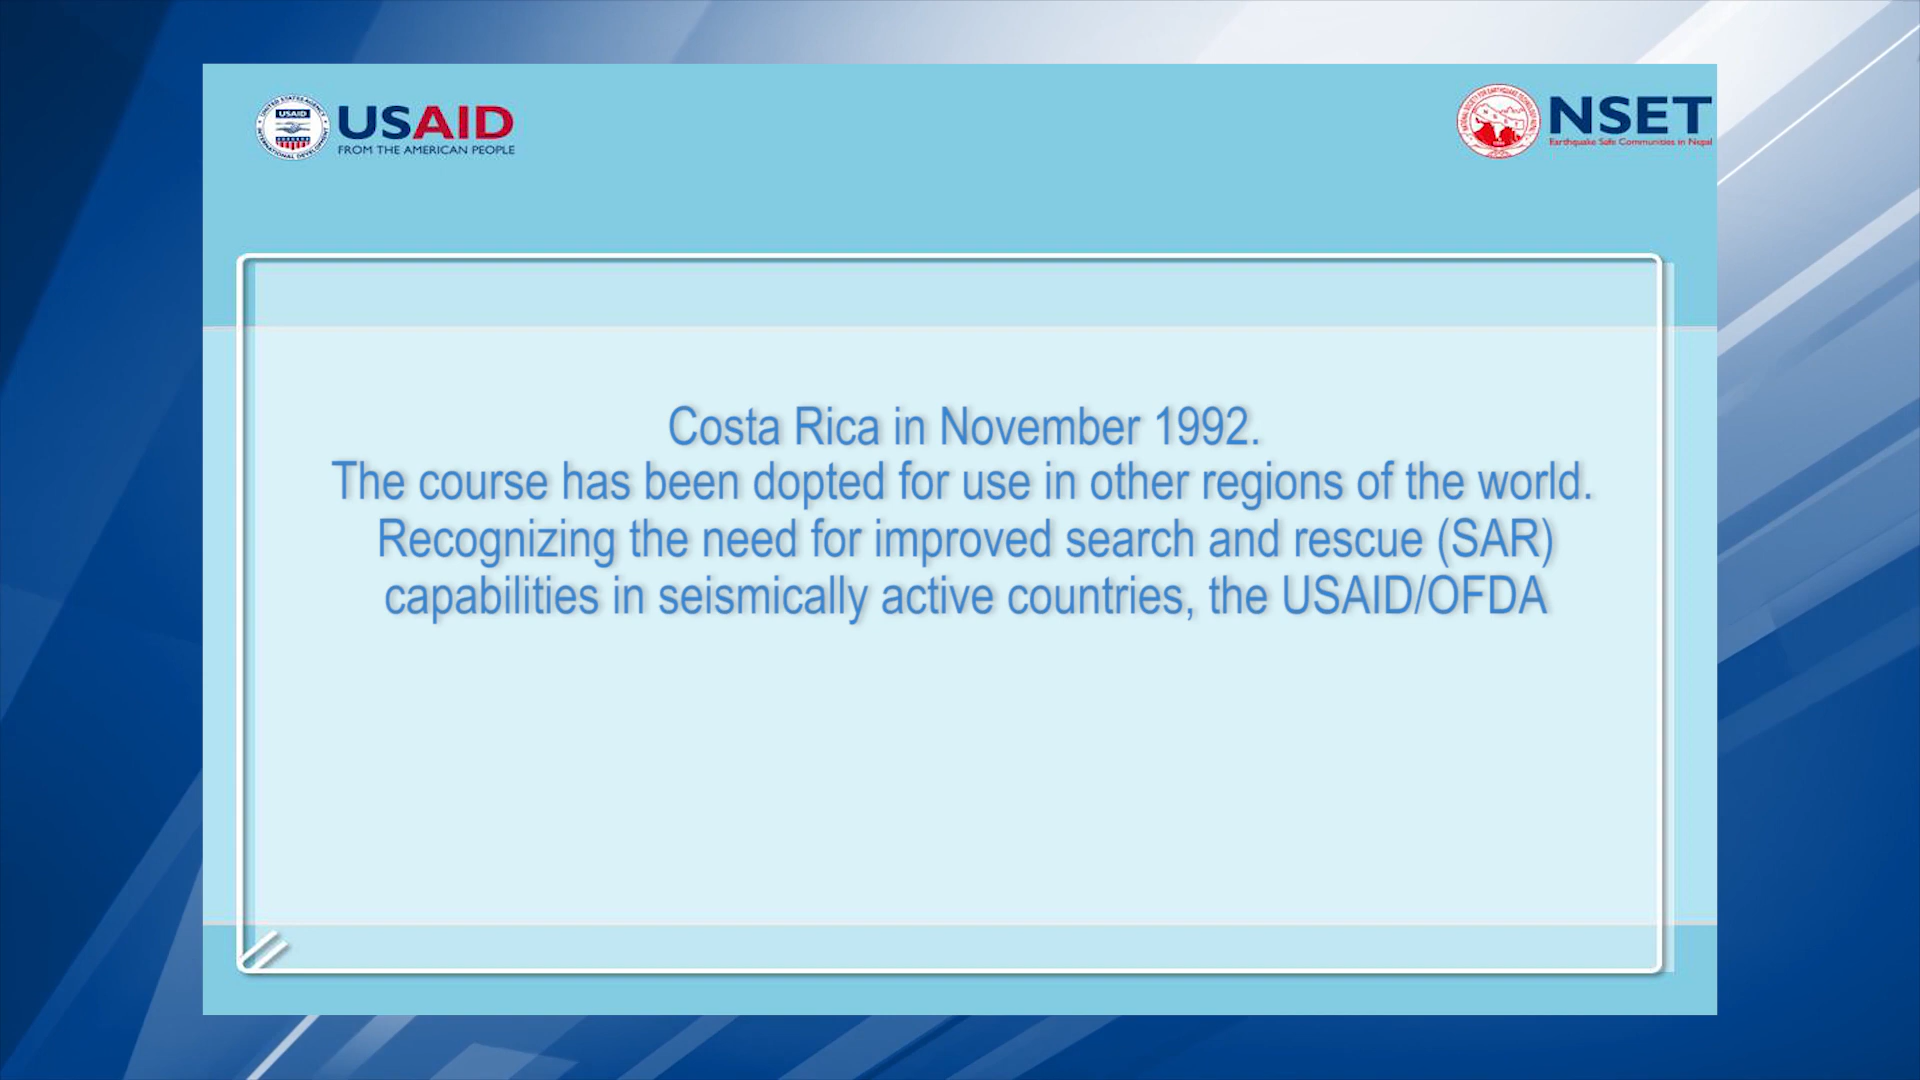 USAID
USAID
FROM THE AMERICAN PEOPLE
NSET
Earthquake Safe Communities in Nepal
Costa Rica in November 1992.
The course has been dopted for use in other regions of the world.
Recognizing the need for improved search and rescue (SAR)
capabilities in seismically active countries, the USAID/OFDA